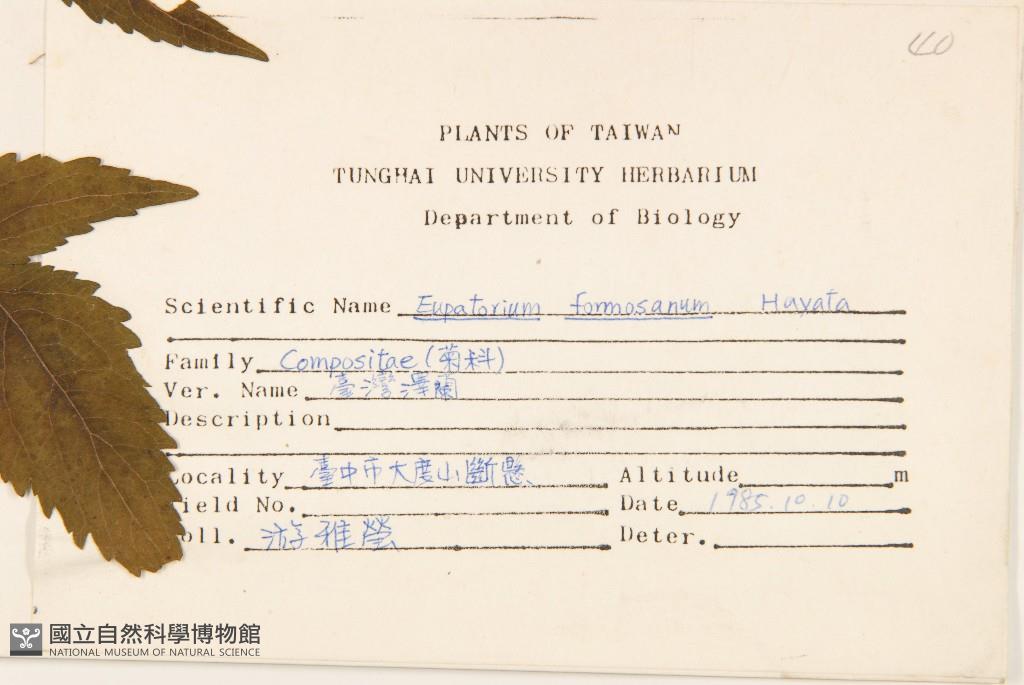 40
PLANTS OF TAIWAN
TUNGHAI UNIVERSITY HERBARIUM
Department of Biology
Scientific Name Eupatorium formosanum Hayata
Family Compositae (菊科)
Ver. Name 臺灣澤蘭
Description
Locality 臺中市大度山斷懸 Altitude m
ield No. Date 1985.10.10
oll. 游雅瑩 Deter.
國立自然科學博物館
NATIONAL MUSEUM OF NATURAL SCIENCE